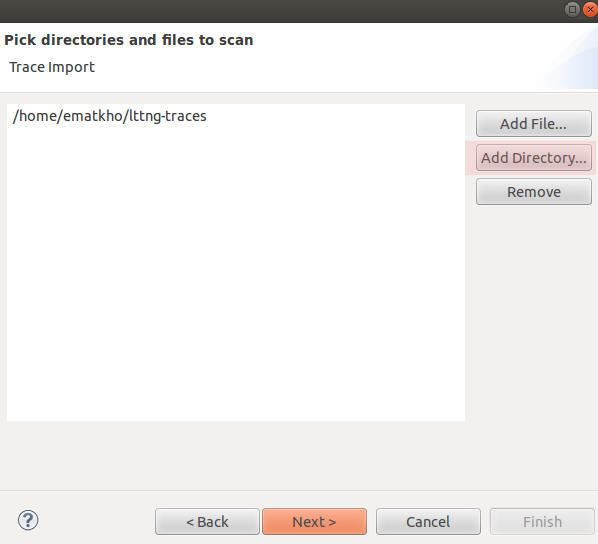 Pick directories and files to scan
Trace Import
/home/ematkho/lttng-traces
Add File...
Add Directory...
Remove
?
< Back
Next >
Cancel
Finish